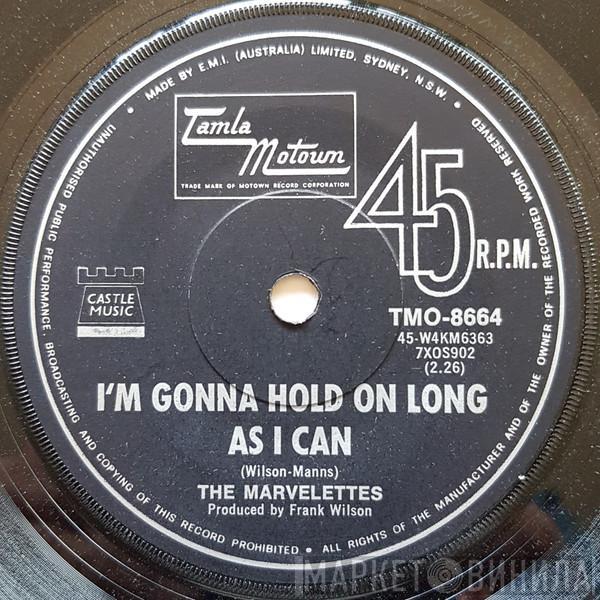 • MADE BY E.M.I. (AUSTRALIA) LIMITED, SYDNEY, N.S.W. •
UNAUTHORISED PUBLIC PERFORMANCE, BROADCASTING AND COPYING OF THIS RECORD PROHIBITED • ALL RIGHTS OF THE MANUFACTURER AND OF THE OWNER OF THE RECORDED WORK RESERVED
Tamla
Motown
TRADE MARK OF MOTOWN RECORD CORPORATION
45 R.P.M.
CASTLE
MUSIC
TMO-8664
45-W4KM6363
7XOS902
(2.26)
I'M GONNA HOLD ON LONG
AS I CAN
(Wilson-Manns)
THE MARVELETTES
Produced by Frank Wilson
МАРКЕТ ВИНИЛА